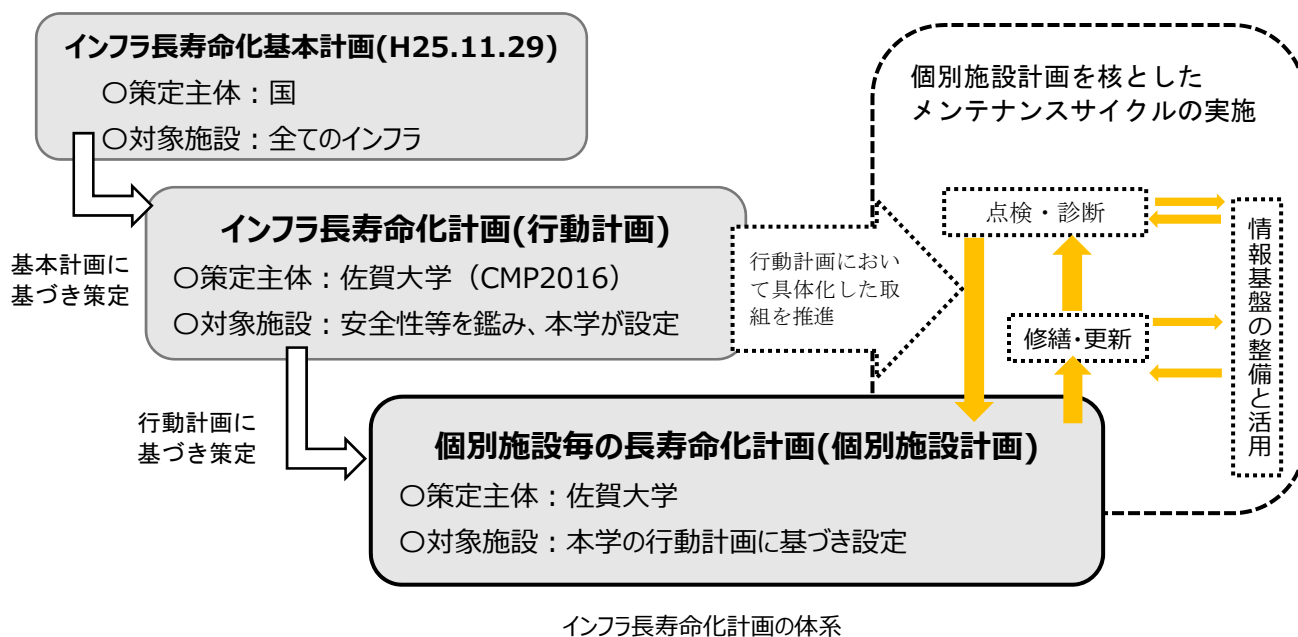 インフラ長寿命化基本計画(H25.11.29)
〇策定主体：国
〇対象施設：全てのインフラ
基本計画に
基づき策定
インフラ長寿命化計画(行動計画)
〇策定主体：佐賀大学（CMP2016）
〇対象施設：安全性等を鑑み、本学が設定
行動計画に
基づき策定
個別施設毎の長寿命化計画(個別施設計画)
〇策定主体：佐賀大学
〇対象施設：本学の行動計画に基づき設定
行動計画におい
て具体化した取
組を推進
個別施設計画を核とした
メンテナンスサイクルの実施
点検・診断
修繕・更新
情報基盤の整備と活用
インフラ長寿命化計画の体系